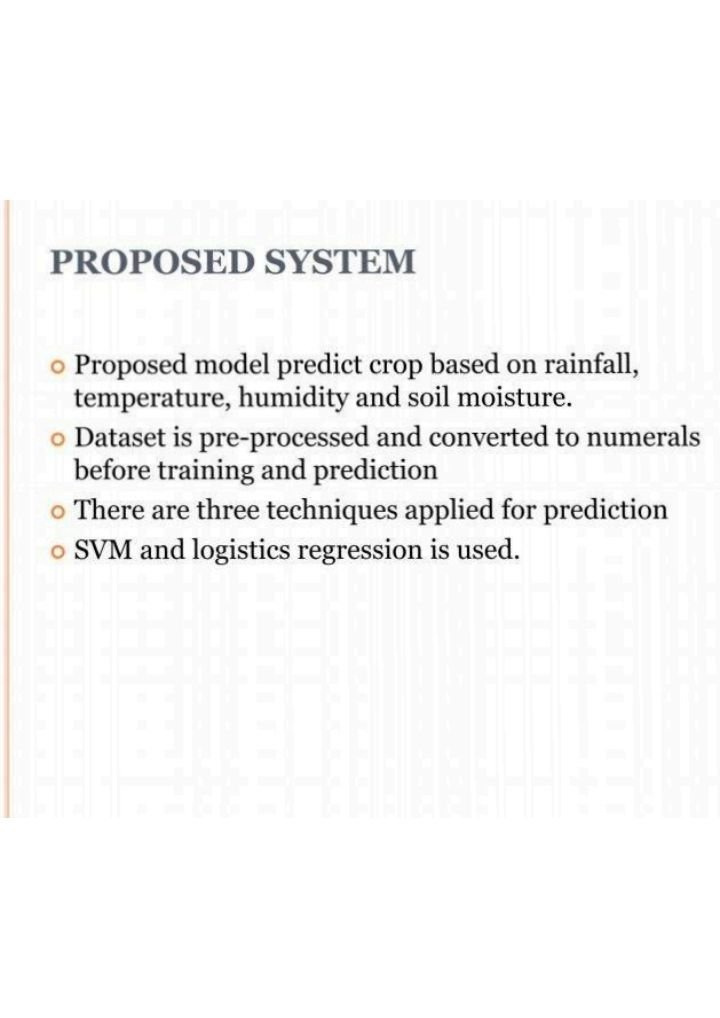 PROPOSED SYSTEM
Proposed model predict crop based on rainfall,
temperature, humidity and soil moisture.
Dataset is pre-processed and converted to numerals
before training and prediction
There are three techniques applied for prediction
SVM and logistics regression is used.